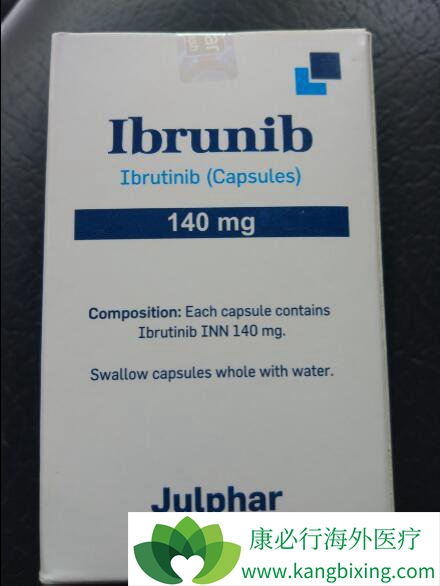 Ibrunib
Ibrutinib (Capsules)
140 mg
Composition: Each capsule contains
Ibrutinib INN 140 mg.
Swallow capsules whole with water.
Julphar
康必行海外医疗
www.kangbixing.com